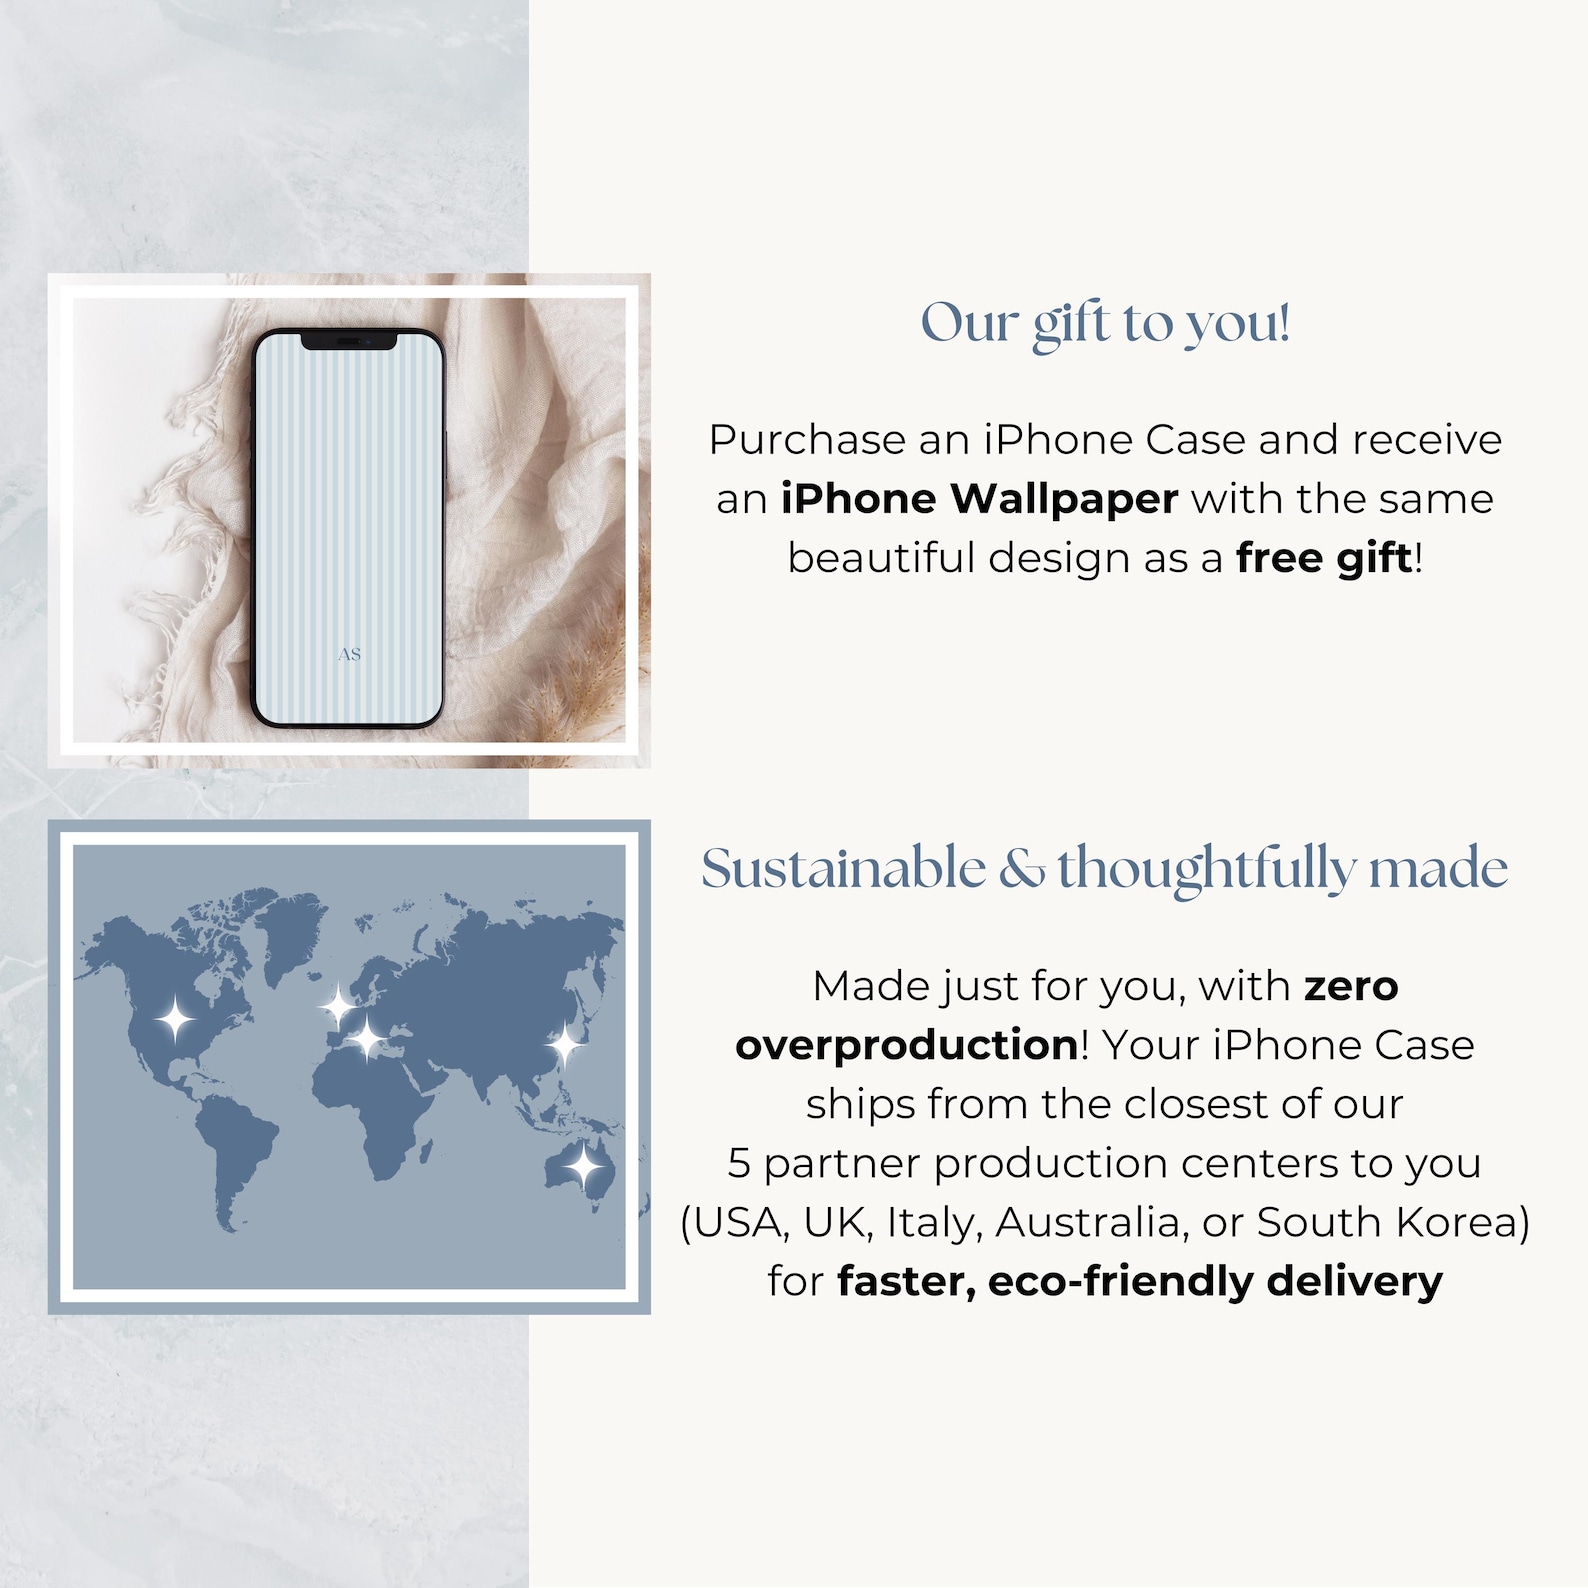 Our gift to you!
Purchase an iPhone Case and receive
an iPhone Wallpaper with the same
beautiful design as a free gift!
AS
Sustainable & thoughtfully made
Made just for you, with zero
overproduction! Your iPhone Case
ships from the closest of our
5 partner production centers to you
(USA, UK, Italy, Australia, or South Korea)
for faster, eco-friendly delivery